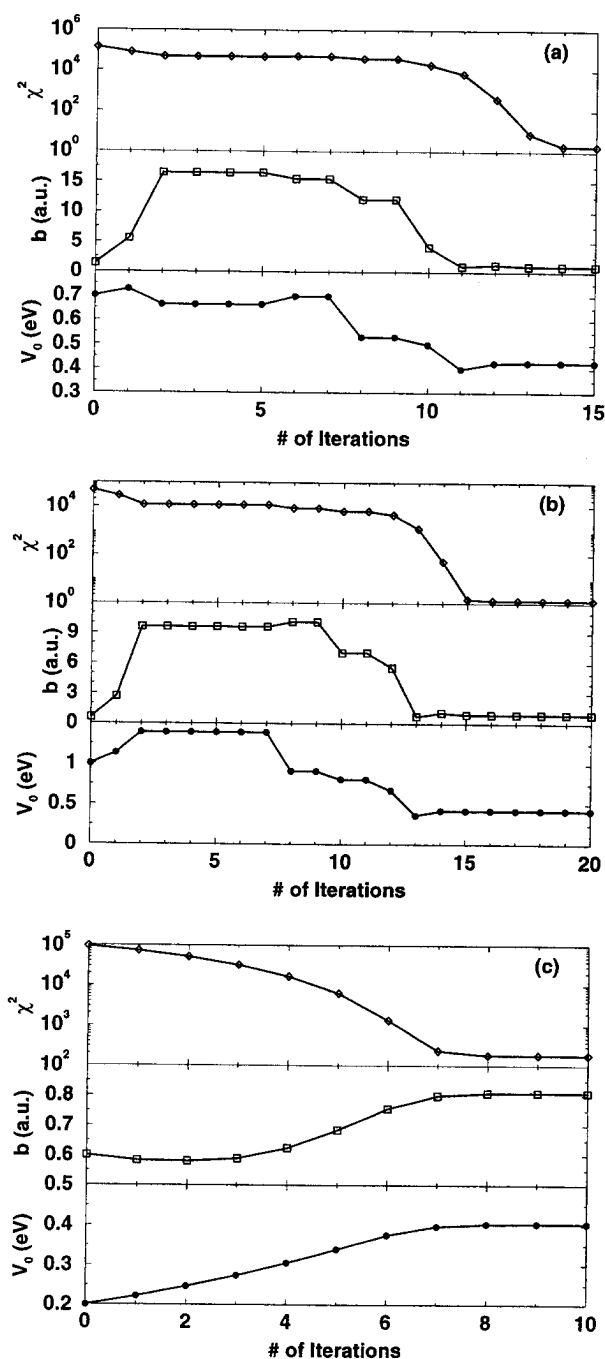 (a)
χ²
10⁶
10⁴
10²
10⁰
b (a.u.)
15
10
5
0
V₀ (eV)
0.7
0.6
0.5
0.4
0.3
0 5 10 15
# of Iterations
(b)
χ²
10⁴
10²
10⁰
b (a.u.)
9
6
3
0
V₀ (eV)
1
0.5
0
0 5 10 15 20
# of Iterations
(c)
χ²
10⁵
10⁴
10³
10²
b (a.u.)
0.8
0.7
0.6
0.5
V₀ (eV)
0.4
0.3
0.2
0 2 4 6 8 10
# of Iterations